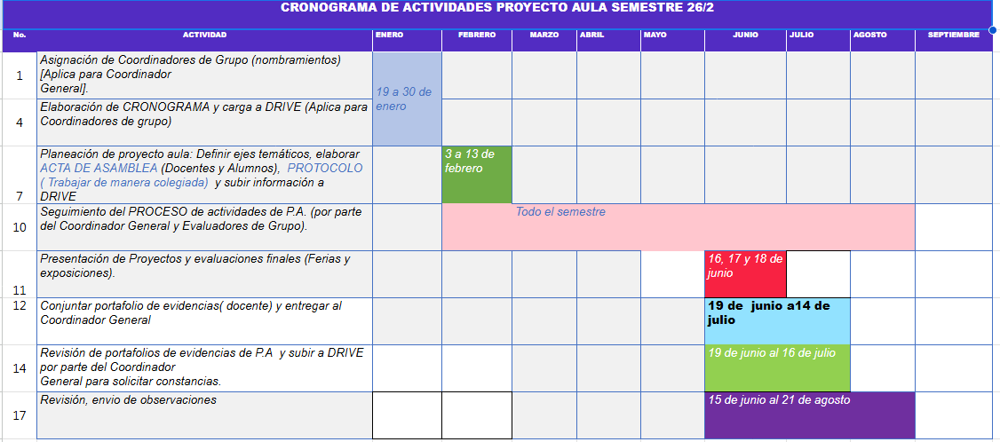 CRONOGRAMA DE ACTIVIDADES PROYECTO AULA SEMESTRE 26/2
No. ACTIVIDAD ENERO FEBRERO MARZO ABRIL MAYO JUNIO JULIO AGOSTO SEPTIEMBRE
Asignación de Coordinadores de Grupo (nombramientos)
[Aplica para Coordinador
General].
1
19 a 30 de
enero
Elaboración de CRONOGRAMA y carga a DRIVE (Aplica para
Coordinadores de grupo)
4
Planeación de proyecto aula: Definir ejes temáticos, elaborar
ACTA DE ASAMBLEA (Docentes y Alumnos), PROTOCOLO
( Trabajar de manera colegiada) y subir información a
DRIVE
7
3 a 13 de
febrero
Seguimiento del PROCESO de actividades de P.A. (por parte
del Coordinador General y Evaluadores de Grupo).
10
Todo el semestre
Presentación de Proyectos y evaluaciones finales (Ferias y
exposiciones).
11
16, 17 y 18 de
junio
12
Conjuntar portafolio de evidencias( docente) y entregar al
Coordinador General
19 de junio a14 de
julio
Revisión de portafolios de evidencias de P.A y subir a DRIVE
por parte del Coordinador
General para solicitar constancias.
14
19 de junio al 16 de julio
Revisión, envio de observaciones
17
15 de junio al 21 de agosto